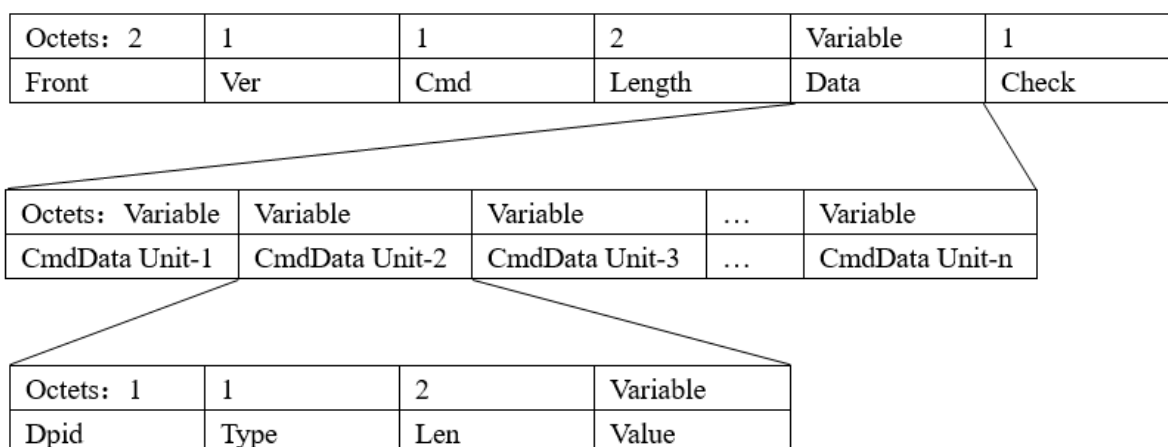 Octets：2 1 1 2 Variable 1
Front Ver Cmd Length Data Check
Octets：Variable Variable Variable … Variable
CmdData Unit-1 CmdData Unit-2 CmdData Unit-3 … CmdData Unit-n
Octets：1 1 2 Variable
Dpid Type Len Value